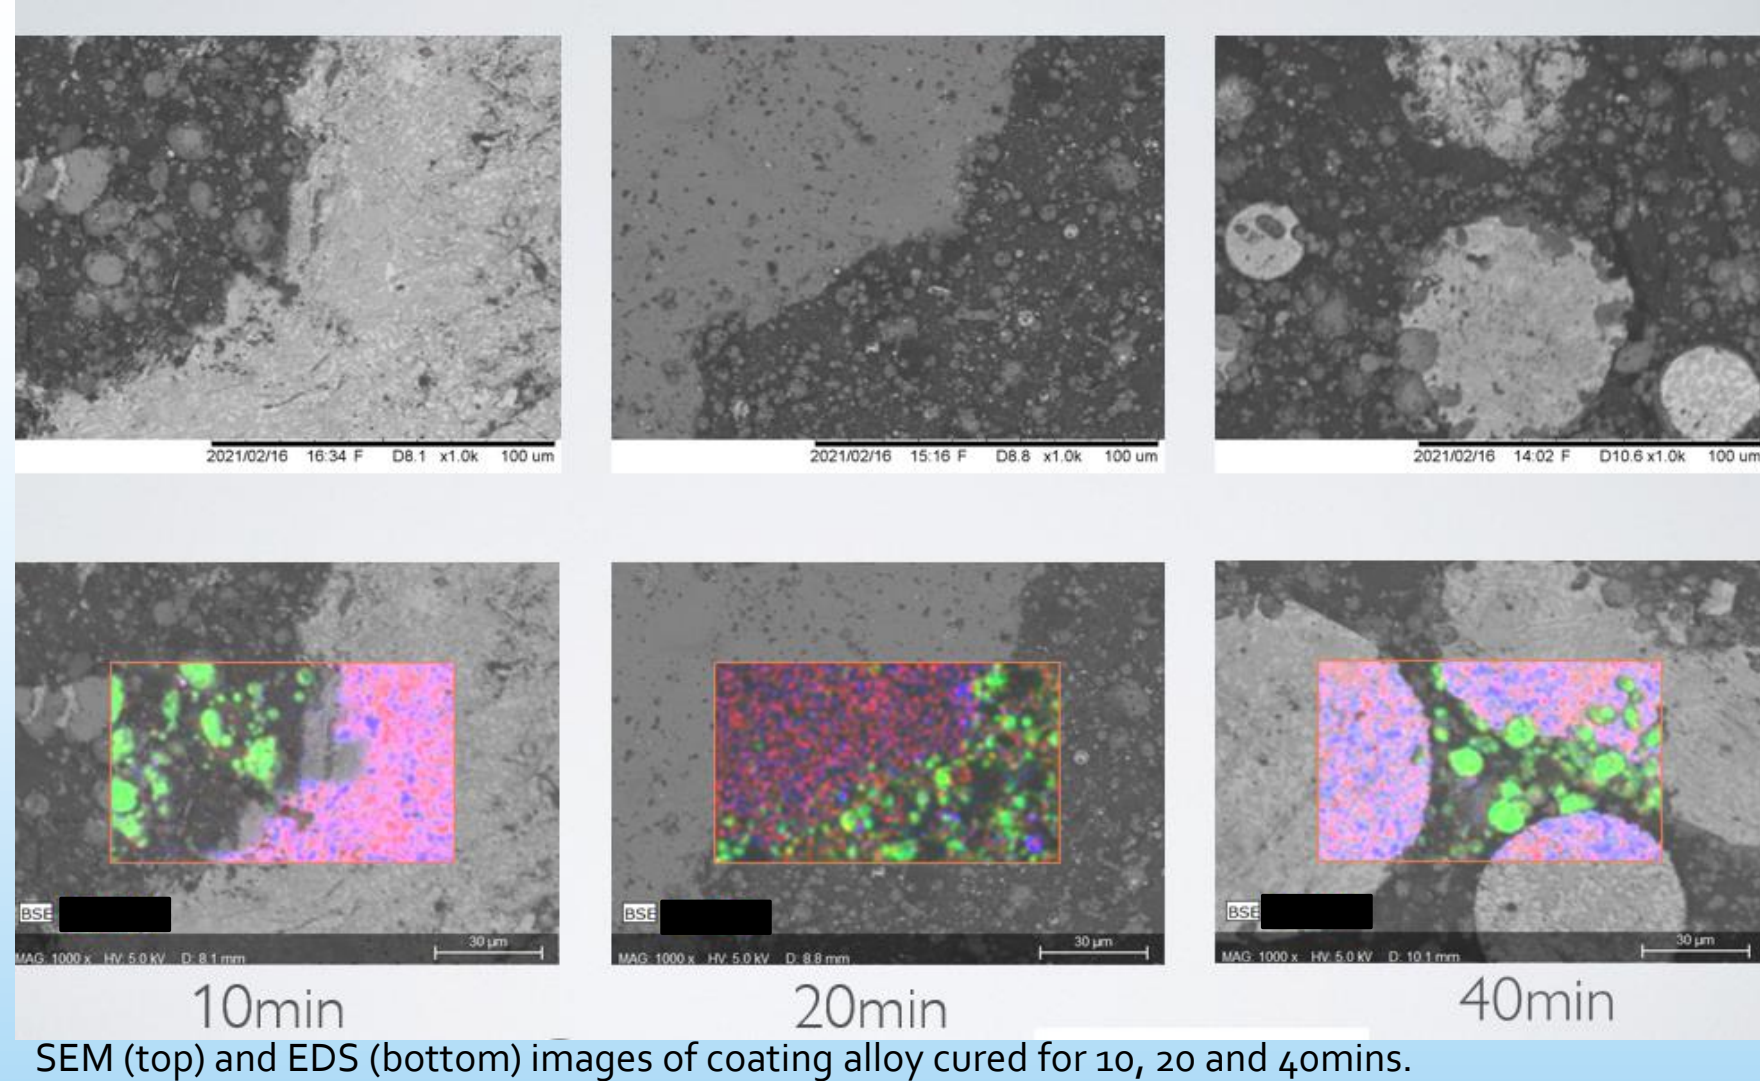 2021/02/16 16:34 F D8.1 x1.0k 100 um
2021/02/16 15:16 F D8.8 x1.0k 100 um
2021/02/16 14:02 F D10.6 x1.0k 100 um
BSE
30 µm
MAG: 1000 x HV: 5.0 kV D: 8.1 mm
BSE
30 µm
MAG: 1000 x HV: 5.0 kV D: 8.8 mm
BSE
30 µm
MAG: 1000 x HV: 5.0 kV D: 10.1 mm
10min
20min
40min
SEM (top) and EDS (bottom) images of coating alloy cured for 10, 20 and 40mins.